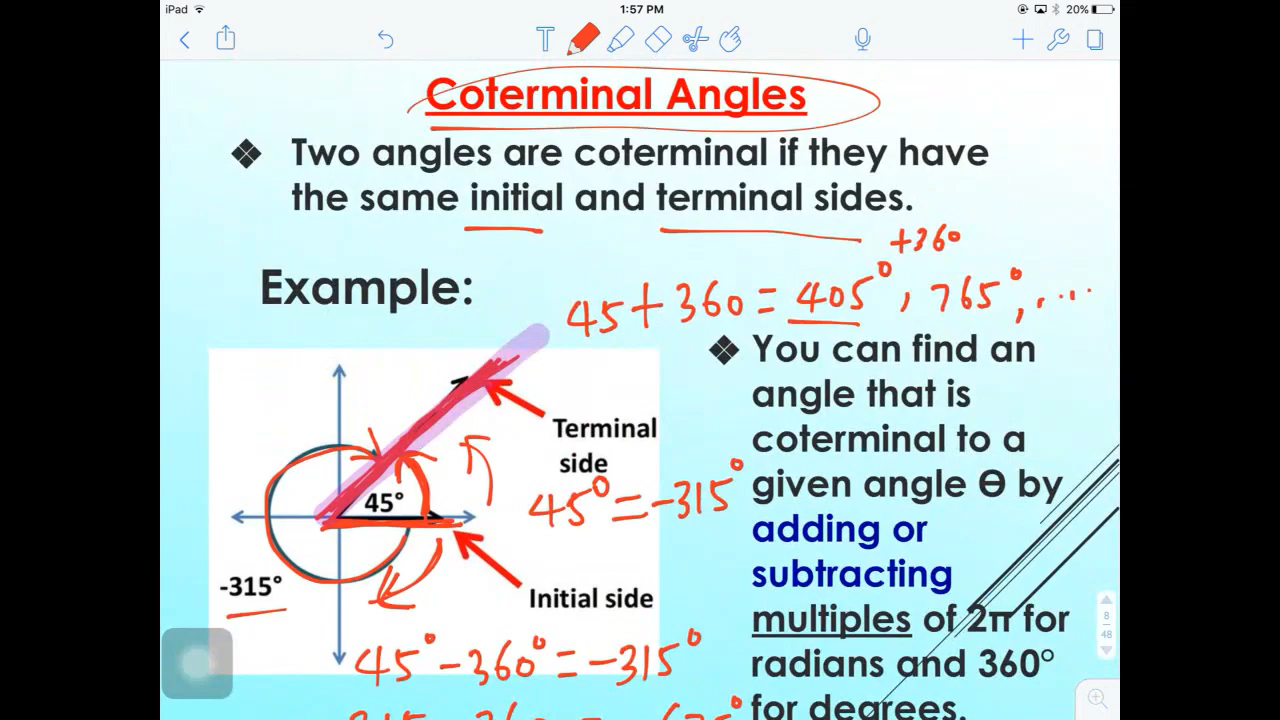 iPad
1:57 PM
20%
T
Coterminal Angles
❖ Two angles are coterminal if they have
the same initial and terminal sides.
+360
Example:
45+360=405°, 765°, ...
❖ You can find an
angle that is
coterminal to a
given angle Θ by
adding or
subtracting
multiples of 2π for
radians and 360°
for degrees.
Terminal
side
45°
45°=-315°
-315°
Initial side
45°-360°=-315°
8
48